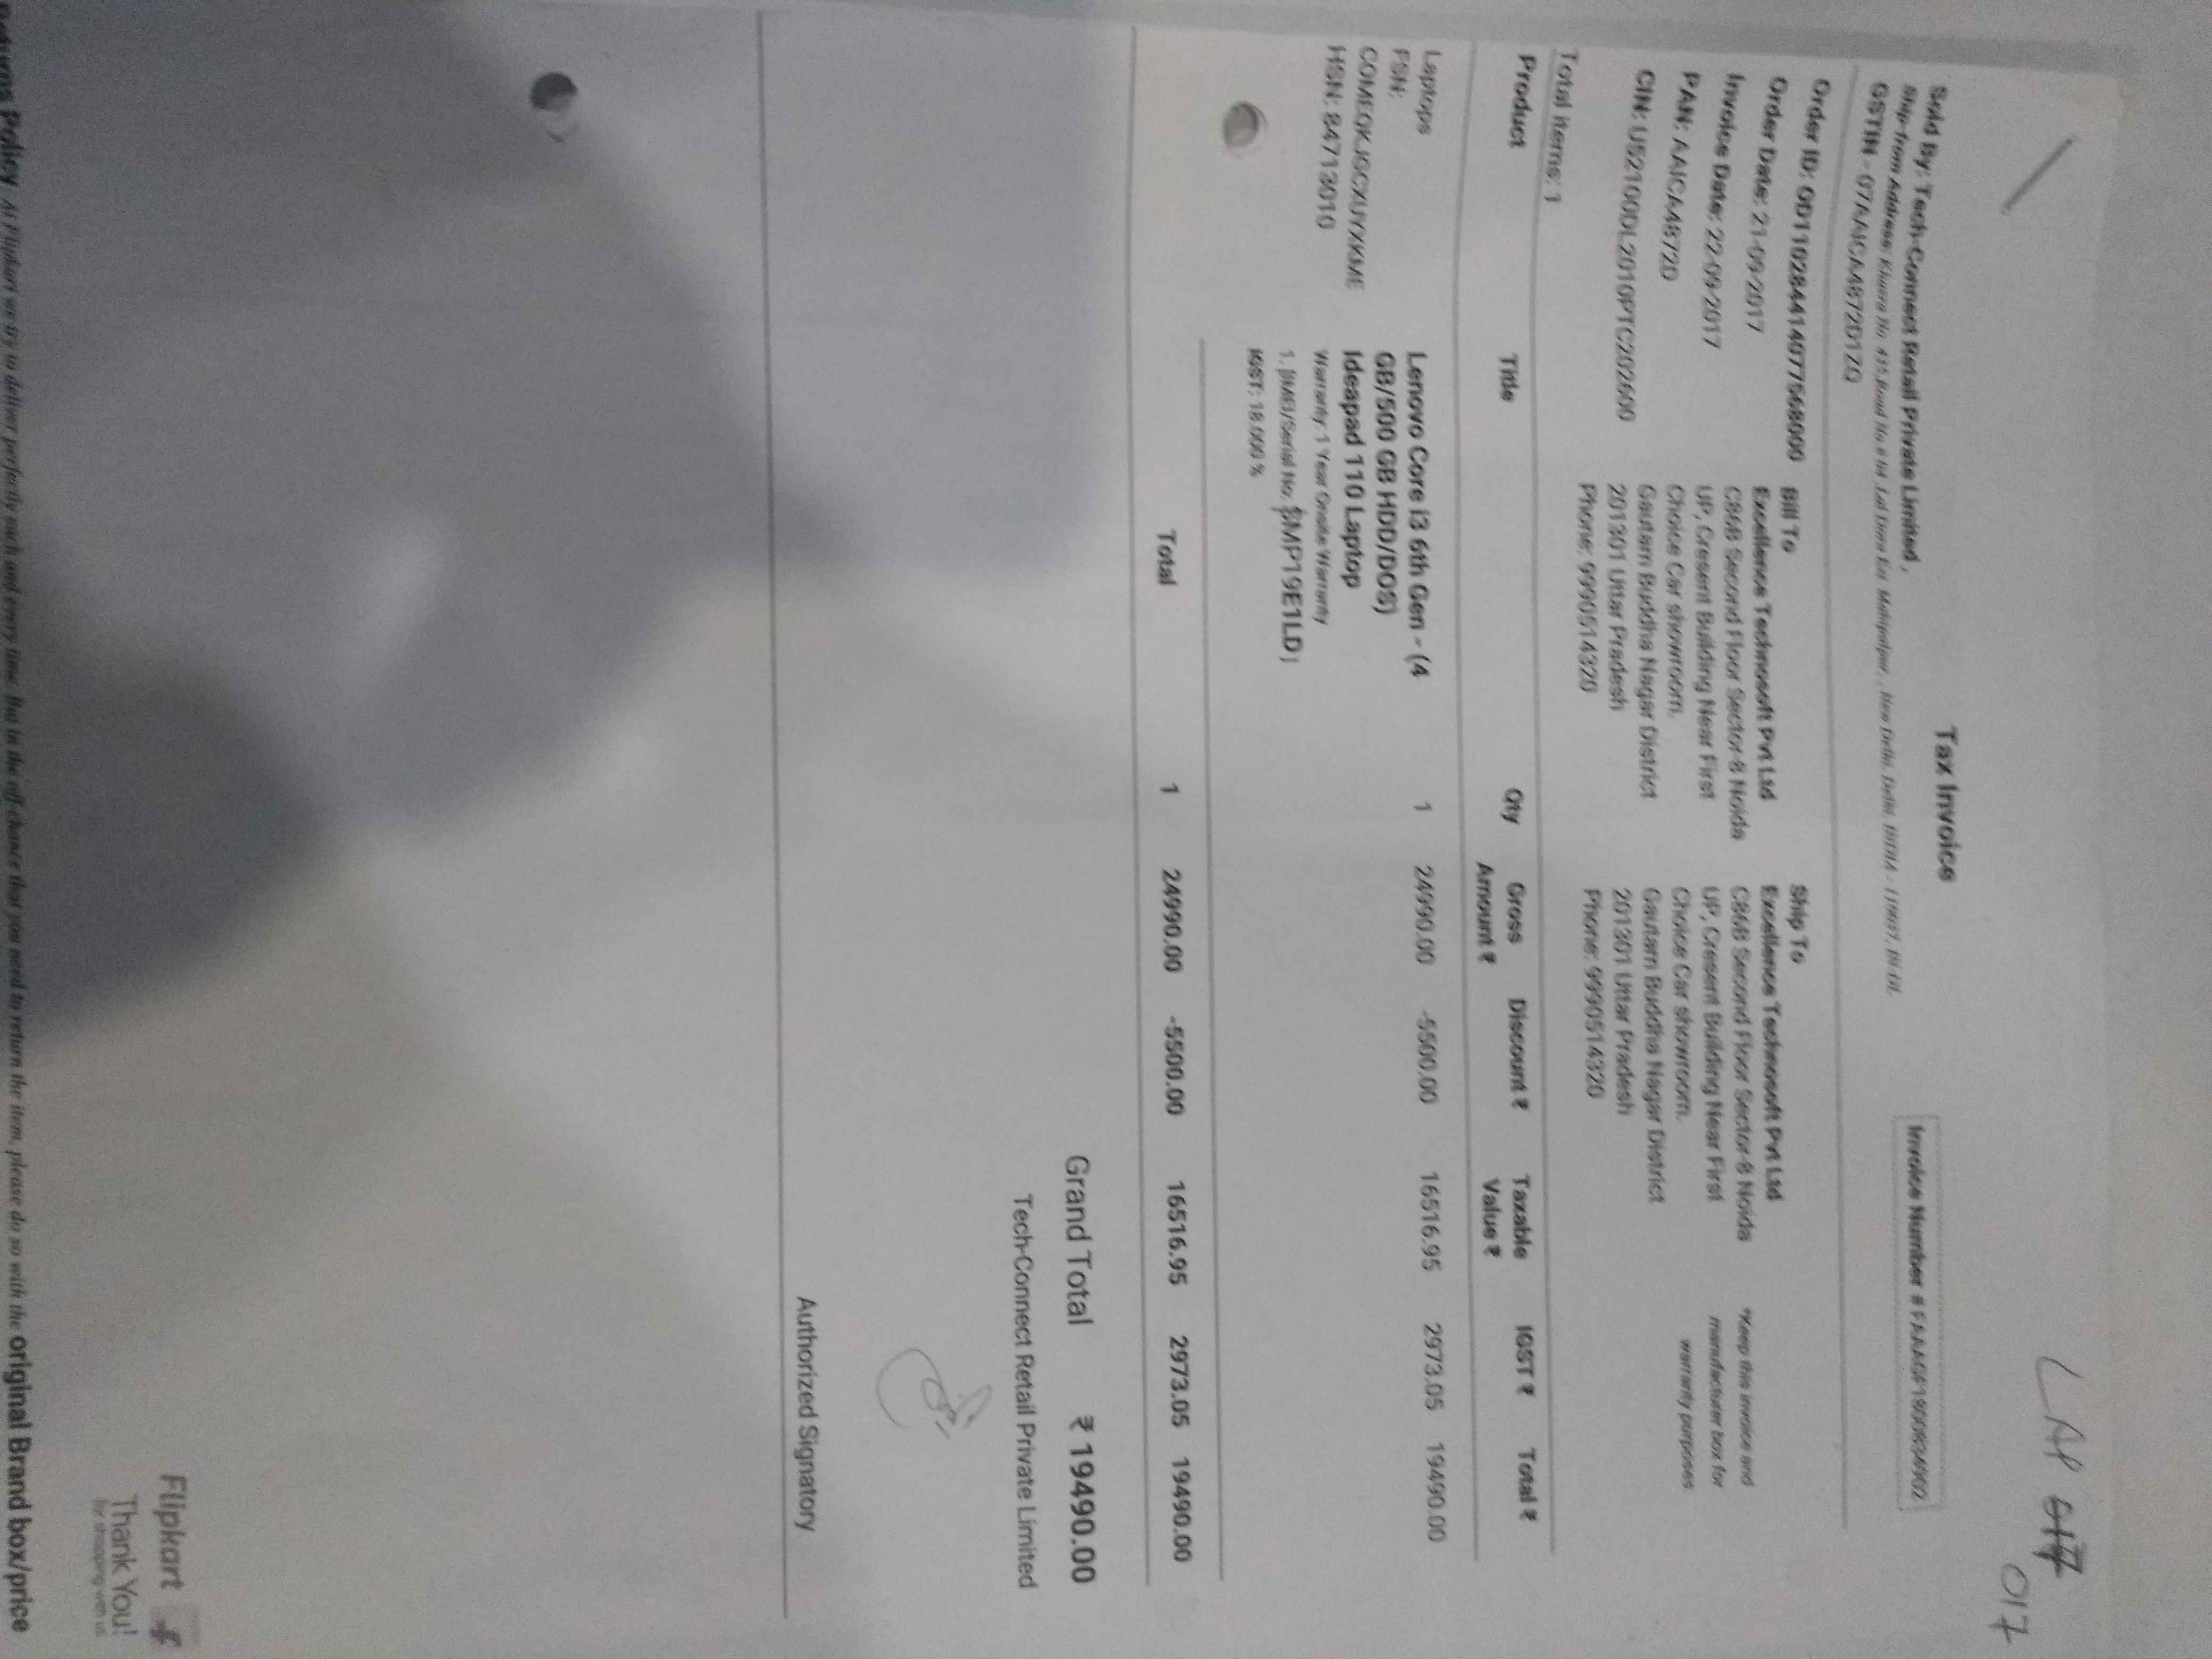 LAP 017
Tax Invoice
Invoice Number # FAAAGF1800834902
Sold By: Tech-Connect Retail Private Limited ,
Ship-from Address: Khasra No 435, Road No 4 Lal Dora Ext. Mahipalpur , New Delhi, Delhi, INDIA - 110037, IN-DL
GSTIN - 07AAICA4872D1ZQ
Order ID: OD110284414077568000
Order Date: 21-09-2017
Invoice Date: 22-09-2017
PAN: AAICA4872D
CIN: U52100DL2010PTC202600
Bill To
Excellence Technosoft Pvt Ltd
C86B Second Floor Sector-8 Noida
UP, Cresent Building Near First
Choice Car showroom.
Gautam Buddha Nagar District
201301 Uttar Pradesh
Phone: 9990514320
Ship To
Excellence Technosoft Pvt Ltd
C86B Second Floor Sector-8 Noida
UP, Cresent Building Near First
Choice Car showroom.
Gautam Buddha Nagar District
201301 Uttar Pradesh
Phone: 9990514320
*Keep this invoice and
manufacturer box for
warranty purposes
Total items: 1
Product Title Qty Gross Amount ₹ Discount ₹ Taxable Value ₹ IGST ₹ Total ₹
Laptops Lenovo Core i3 6th Gen - (4 1 24990.00 -5500.00 16516.95 2973.05 19490.00
FSN: GB/500 GB HDD/DOS)
Ideapad 110 Laptop
HSN: 84713010 Warranty: 1 Year Onsite Warranty
1. [IMEI/Serial No: SMP19E1LD]
IGST: 18.000 %
Total 1 24990.00 -5500.00 16516.95 2973.05 19490.00
Grand Total ₹ 19490.00
Tech-Connect Retail Private Limited
Authorized Signatory
Flipkart
Thank You!
for shopping with us
Returns Policy: At Flipkart we try to deliver perfectly each and every time. But in the off-chance that you need to return the item, please do so with the original Brand box/price